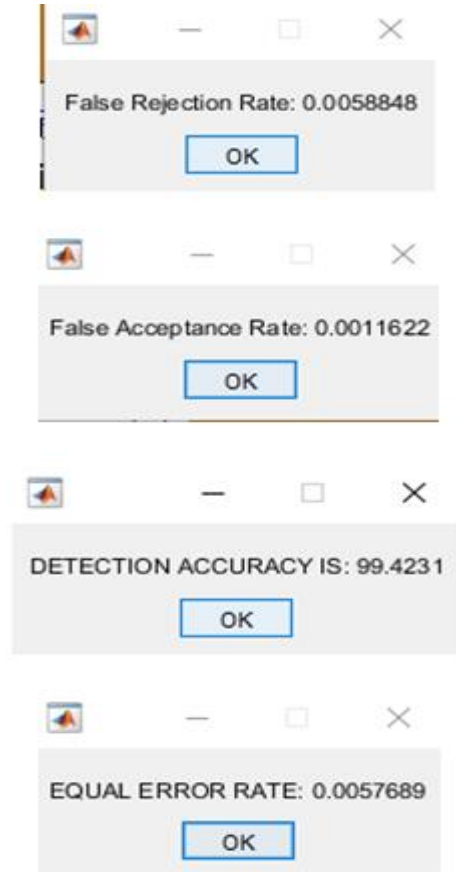 False Rejection Rate: 0.0058848
OK
False Acceptance Rate: 0.0011622
OK
DETECTION ACCURACY IS: 99.4231
OK
EQUAL ERROR RATE: 0.0057689
OK